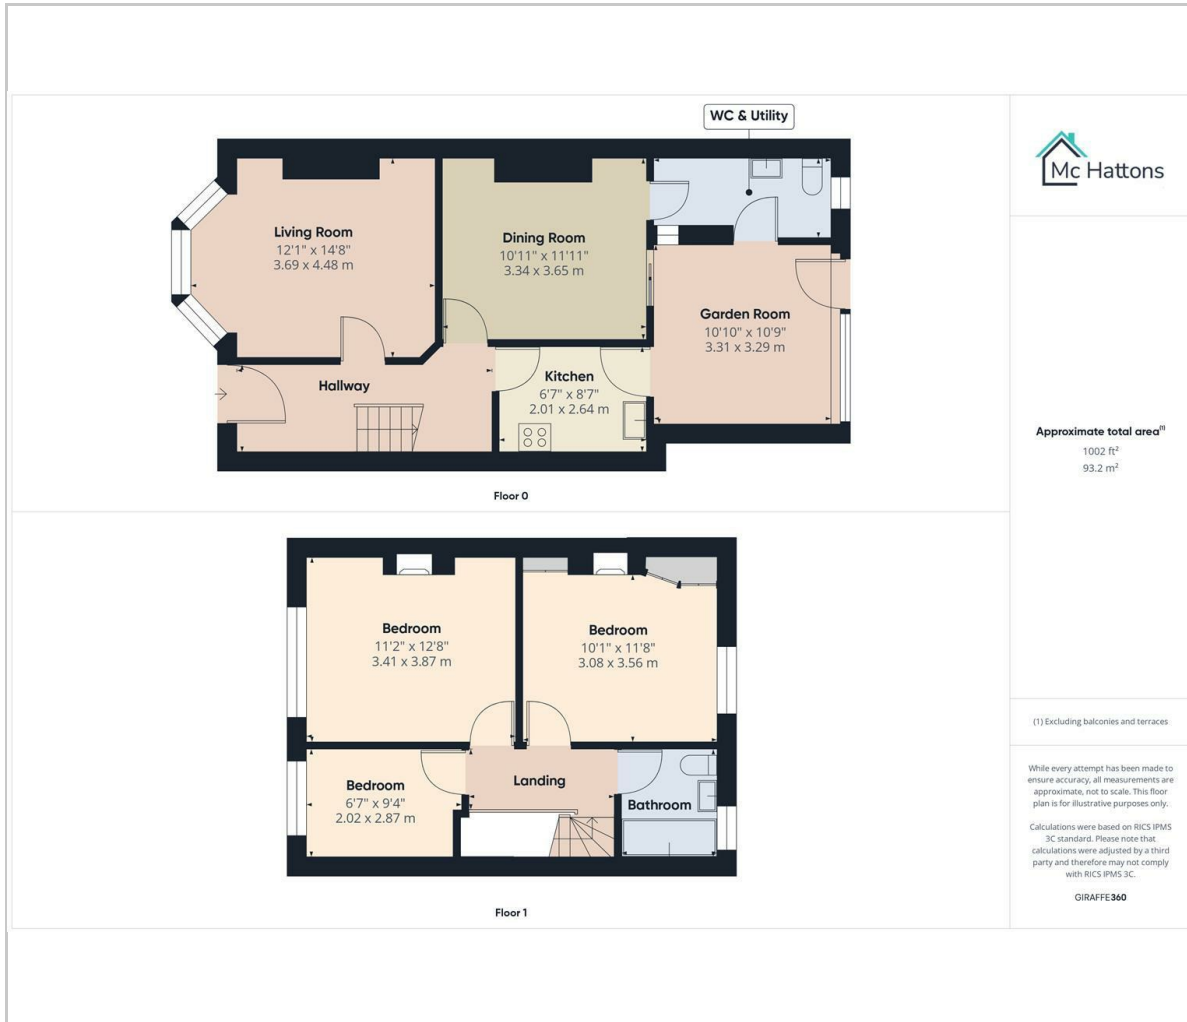 WC & Utility
Living Room
12'1" x 14'8"
3.69 x 4.48 m
Dining Room
10'11" x 11'11"
3.34 x 3.65 m
Garden Room
10'10" x 10'9"
3.31 x 3.29 m
Kitchen
6'7" x 8'7"
2.01 x 2.64 m
Hallway
Floor 0
Bedroom
11'2" x 12'8"
3.41 x 3.87 m
Bedroom
10'1" x 11'8"
3.08 x 3.56 m
Bedroom
6'7" x 9'4"
2.02 x 2.87 m
Landing
Bathroom
Floor 1
Mc Hattons
Approximate total area(1)
1002 ft²
93.2 m²
(1) Excluding balconies and terraces
While every attempt has been made to
ensure accuracy, all measurements are
approximate, not to scale. This floor
plan is for illustrative purposes only.
Calculations were based on RICS IPMS
3C standard. Please note that
calculations were adjusted by a third
party and therefore may not comply
with RICS IPMS 3C.
GIRAFFE360